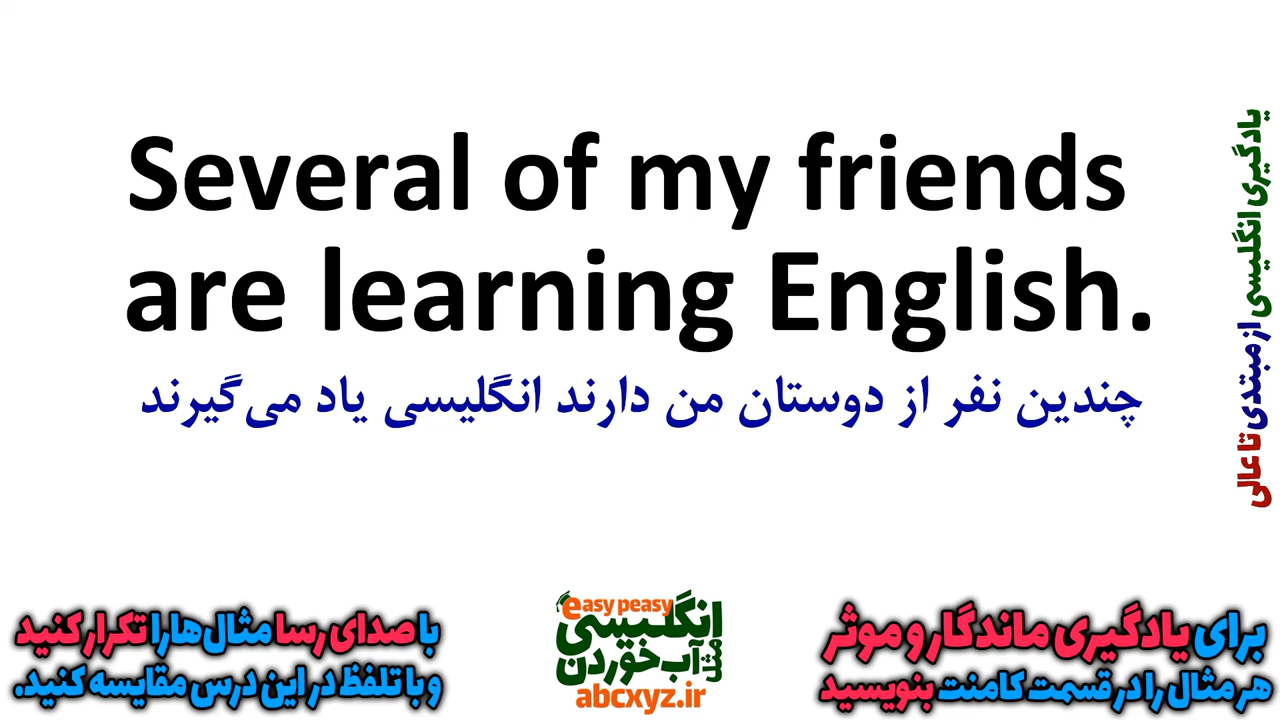 Several of my friends
are learning English.
چندین نفر از دوستان من دارند انگلیسی یاد می‌گیرند
یادگیری انگلیسی از مبتدی تا عالی
برای یادگیری ماندگار و موثر
هر مثال را در قسمت کامنت بنویسید
easy peasy
انگلیسی
مثل آب خوردن
abcxyz.ir
با صدای رسا مثال‌ها را تکرار کنید
و با تلفظ در این درس مقایسه کنید.